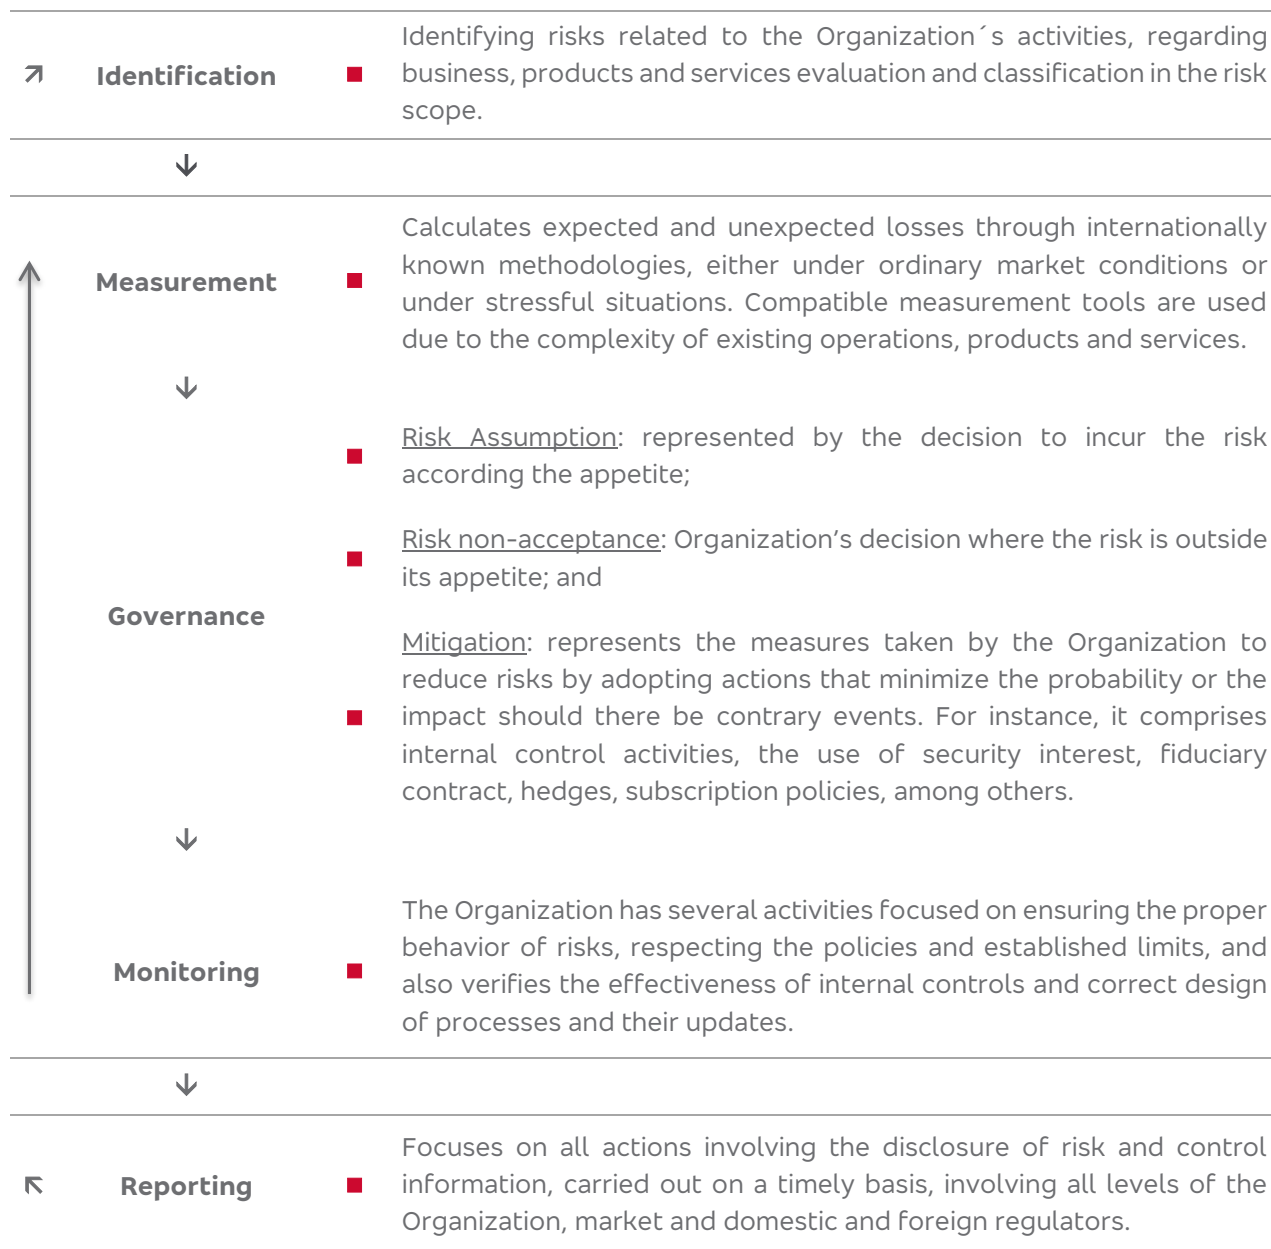 Identifying risks related to the Organization´s activities, regarding
Identification
business, products and services evaluation and classification in the risk
scope.
Calculates expected and unexpected losses through internationally
known methodologies, either under ordinary market conditions or
Measurement
under stressful situations. Compatible measurement tools are used
due to the complexity of existing operations, products and services.
Risk Assumption: represented by the decision to incur the risk
according the appetite;
Risk non-acceptance: Organization’s decision where the risk is outside
its appetite; and
Governance
Mitigation: represents the measures taken by the Organization to
reduce risks by adopting actions that minimize the probability or the
impact should there be contrary events. For instance, it comprises
internal control activities, the use of security interest, fiduciary
contract, hedges, subscription policies, among others.
The Organization has several activities focused on ensuring the proper
behavior of risks, respecting the policies and established limits, and
Monitoring
also verifies the effectiveness of internal controls and correct design
of processes and their updates.
Focuses on all actions involving the disclosure of risk and control
Reporting
information, carried out on a timely basis, involving all levels of the
Organization, market and domestic and foreign regulators.